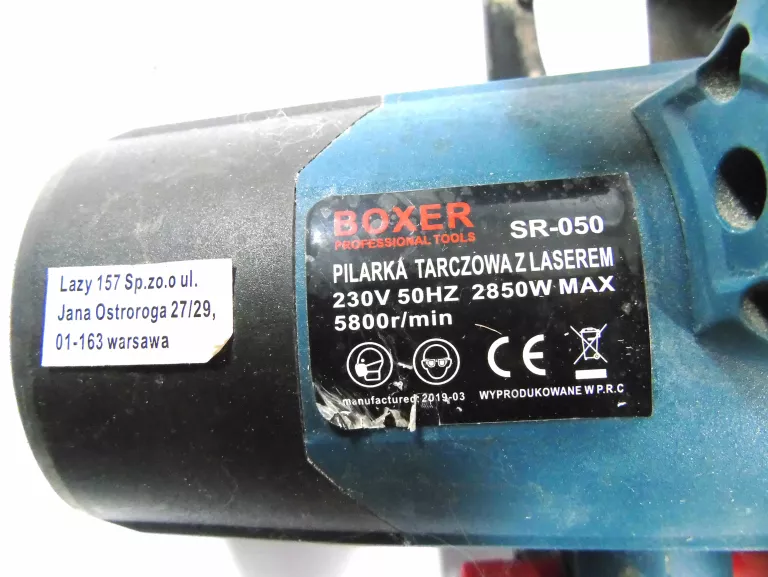 Lazy 157 Sp.zo.o ul.
Jana Ostroroga 27/29,
01-163 warsawa
BOXER
PROFESSIONAL TOOLS
SR-050
PILARKA TARCZOWA Z LASEREM
230V 50HZ 2850W MAX
5800r/min
CE
manufactured: 2019-03
WYPRODUKOWANE W P.R.C